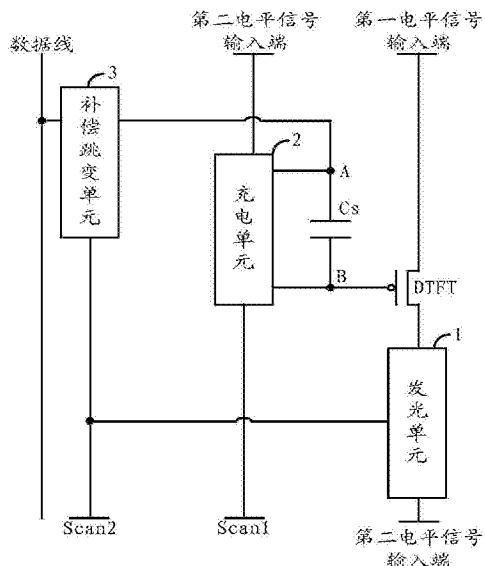 第二电平信号
输入端
第一电平信号
输入端
数据线
3
补偿跳变单元
2
充电单元
A
Cs
B
DTFT
1
发光单元
Scan2
Scan1
第二电平信号
输入端